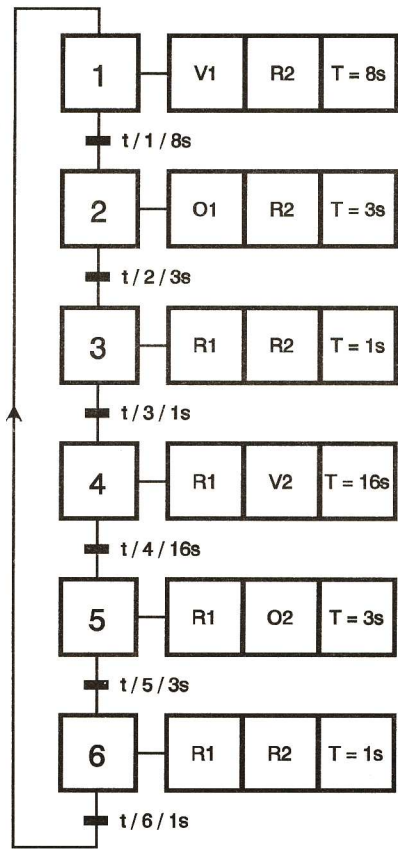 1 V1 R2 T = 8s
t / 1 / 8s
2 O1 R2 T = 3s
t / 2 / 3s
3 R1 R2 T = 1s
t / 3 / 1s
4 R1 V2 T = 16s
t / 4 / 16s
5 R1 O2 T = 3s
t / 5 / 3s
6 R1 R2 T = 1s
t / 6 / 1s